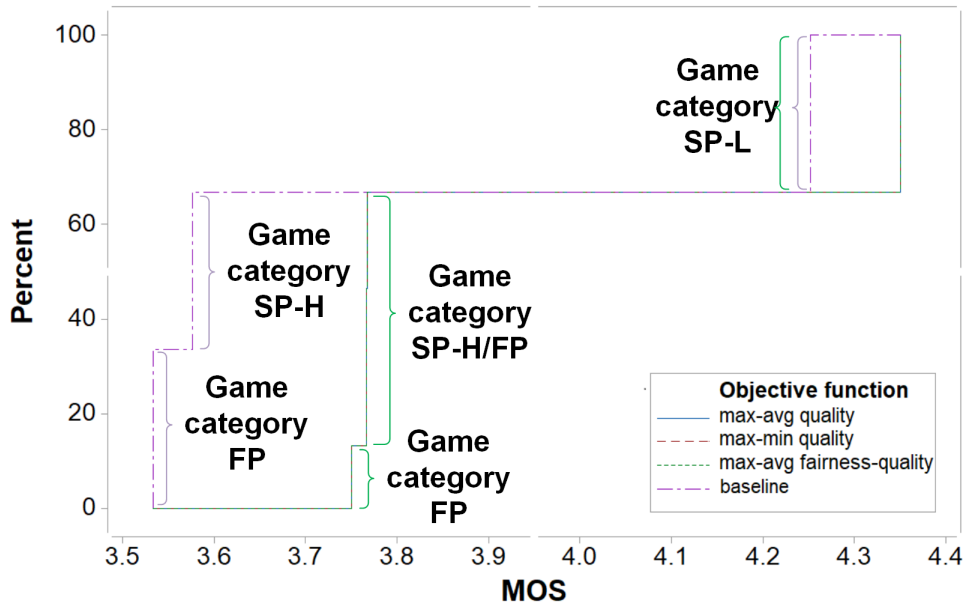 Percent
100
80
60
40
20
0
Game
category
SP-L
Game
category
SP-H
Game
category
SP-H/FP
Game
category
FP
Game
category
FP
Objective function
max-avg quality
max-min quality
max-avg fairness-quality
baseline
3.5 3.6 3.7 3.8 3.9 4.0 4.1 4.2 4.3 4.4
MOS